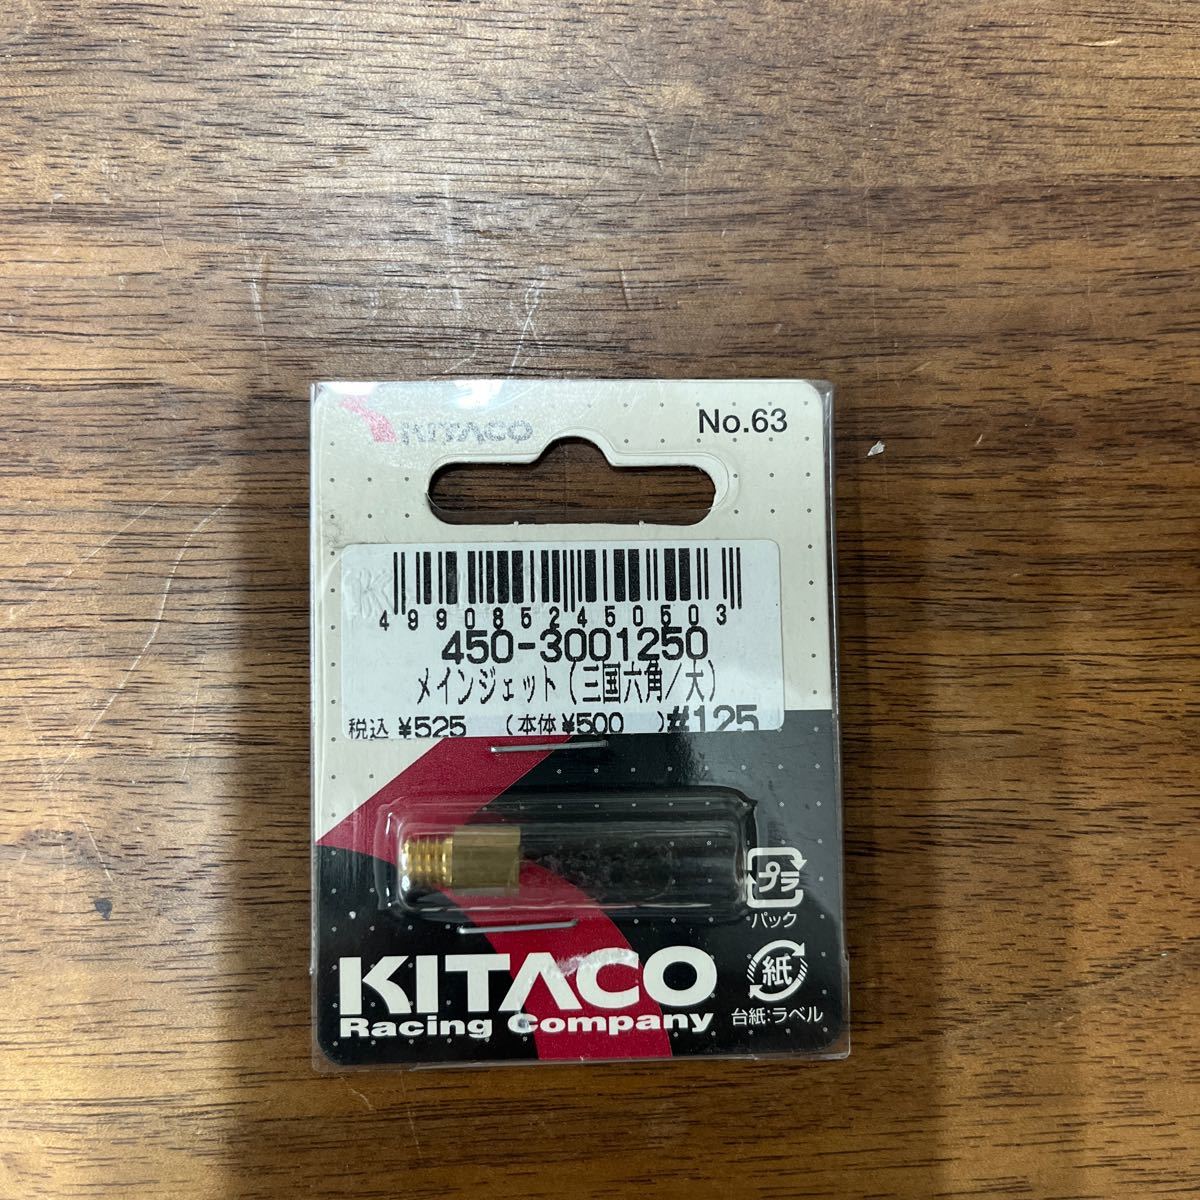 KITACO
No.63
4990852450503
450-3001250
メインジェット(三国六角/大)
税込 ¥525 (本体 ¥500 )#125
プラ
パック
KITACO
Racing Company
紙
台紙:ラベル